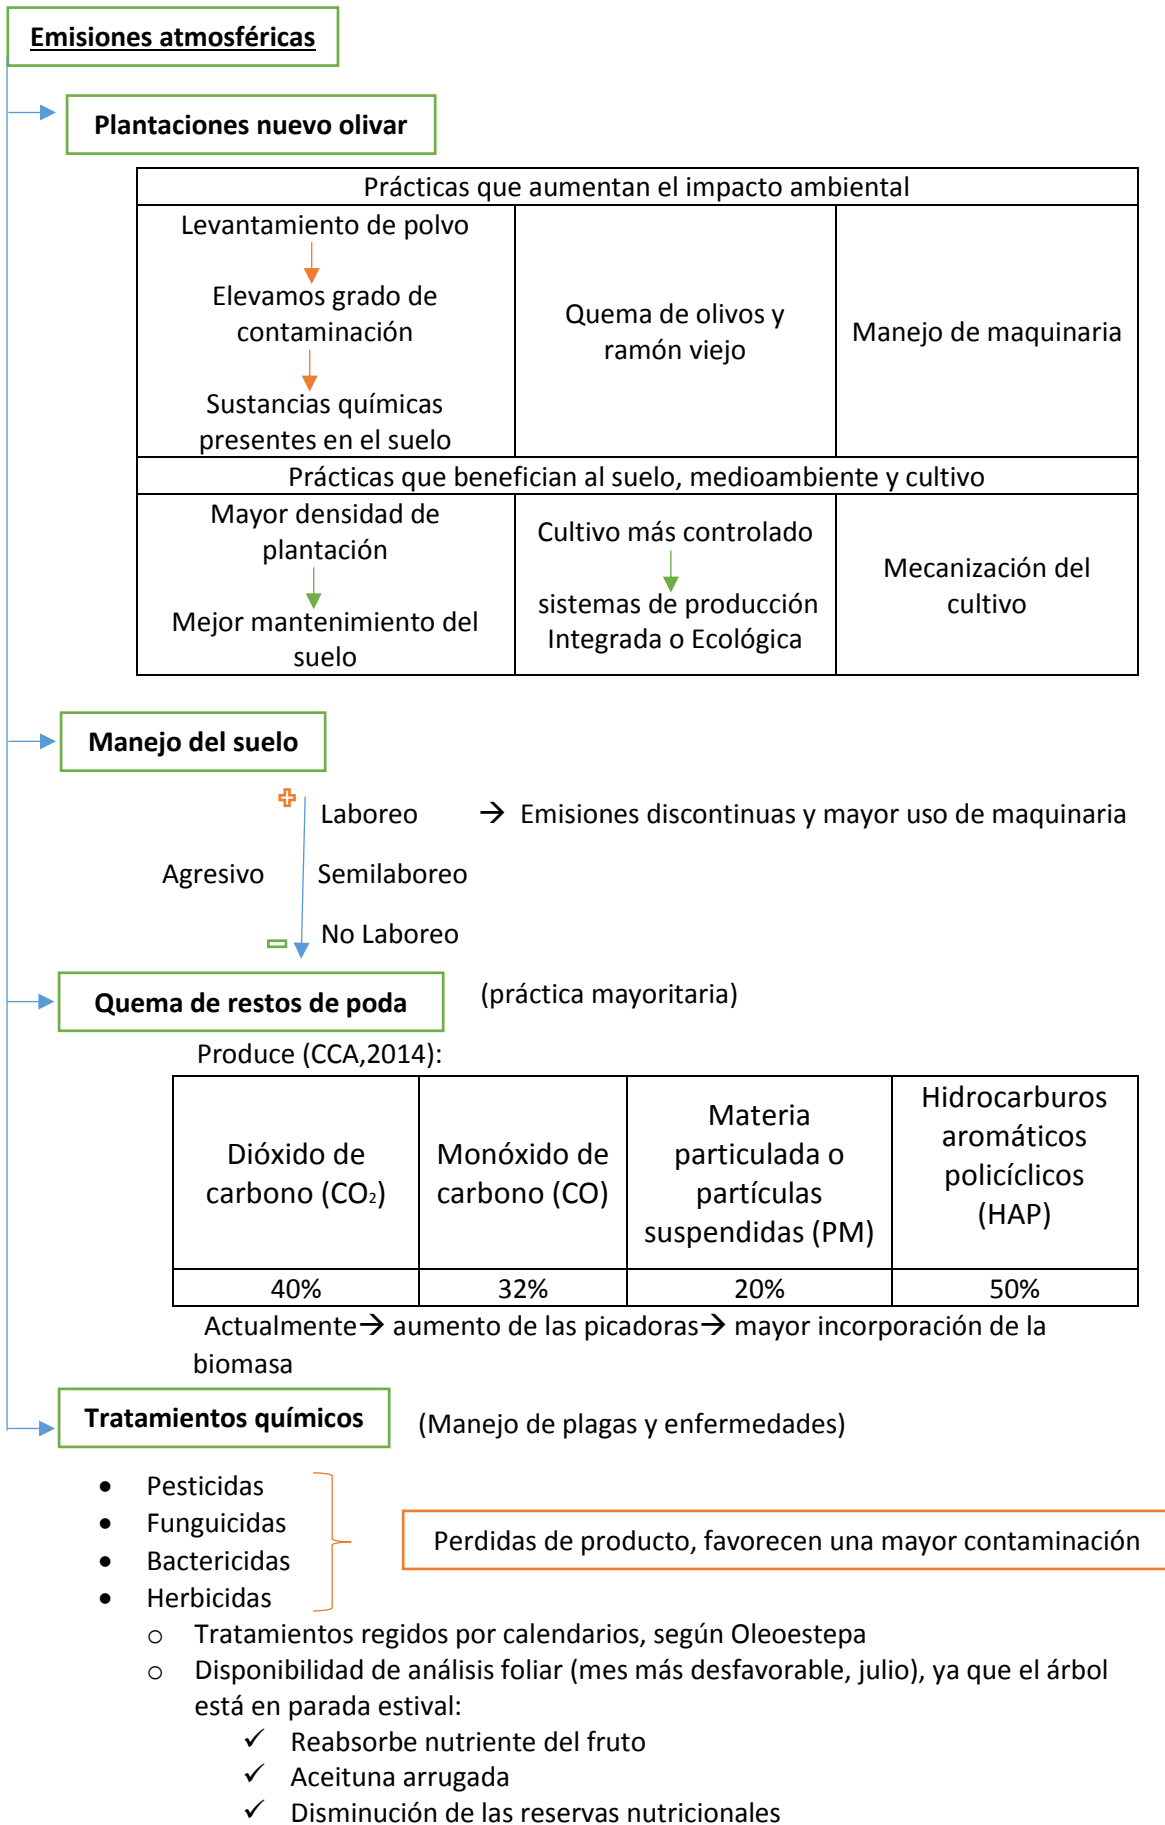 Emisiones atmosféricas
Plantaciones nuevo olivar
Prácticas que aumentan el impacto ambiental
Levantamiento de polvo
Elevamos grado de
contaminación
Sustancias químicas
presentes en el suelo
Quema de olivos y
ramón viejo
Manejo de maquinaria
Prácticas que benefician al suelo, medioambiente y cultivo
Mayor densidad de
plantación
Mejor mantenimiento del
suelo
Cultivo más controlado
sistemas de producción
Integrada o Ecológica
Mecanización del
cultivo
Manejo del suelo
Laboreo → Emisiones discontinuas y mayor uso de maquinaria
Agresivo Semilaboreo
No Laboreo
Quema de restos de poda (práctica mayoritaria)
Produce (CCA,2014):
Dióxido de
carbono (CO₂)
Monóxido de
carbono (CO)
Materia
particulada o
partículas
suspendidas (PM)
Hidrocarburos
aromáticos
policíclicos
(HAP)
40% 32% 20% 50%
Actualmente→ aumento de las picadoras→ mayor incorporación de la
biomasa
Tratamientos químicos (Manejo de plagas y enfermedades)
• Pesticidas
• Funguicidas
• Bactericidas
• Herbicidas
Perdidas de producto, favorecen una mayor contaminación
o Tratamientos regidos por calendarios, según Oleoestepa
o Disponibilidad de análisis foliar (mes más desfavorable, julio), ya que el árbol
está en parada estival:
✓ Reabsorbe nutriente del fruto
✓ Aceituna arrugada
✓ Disminución de las reservas nutricionales